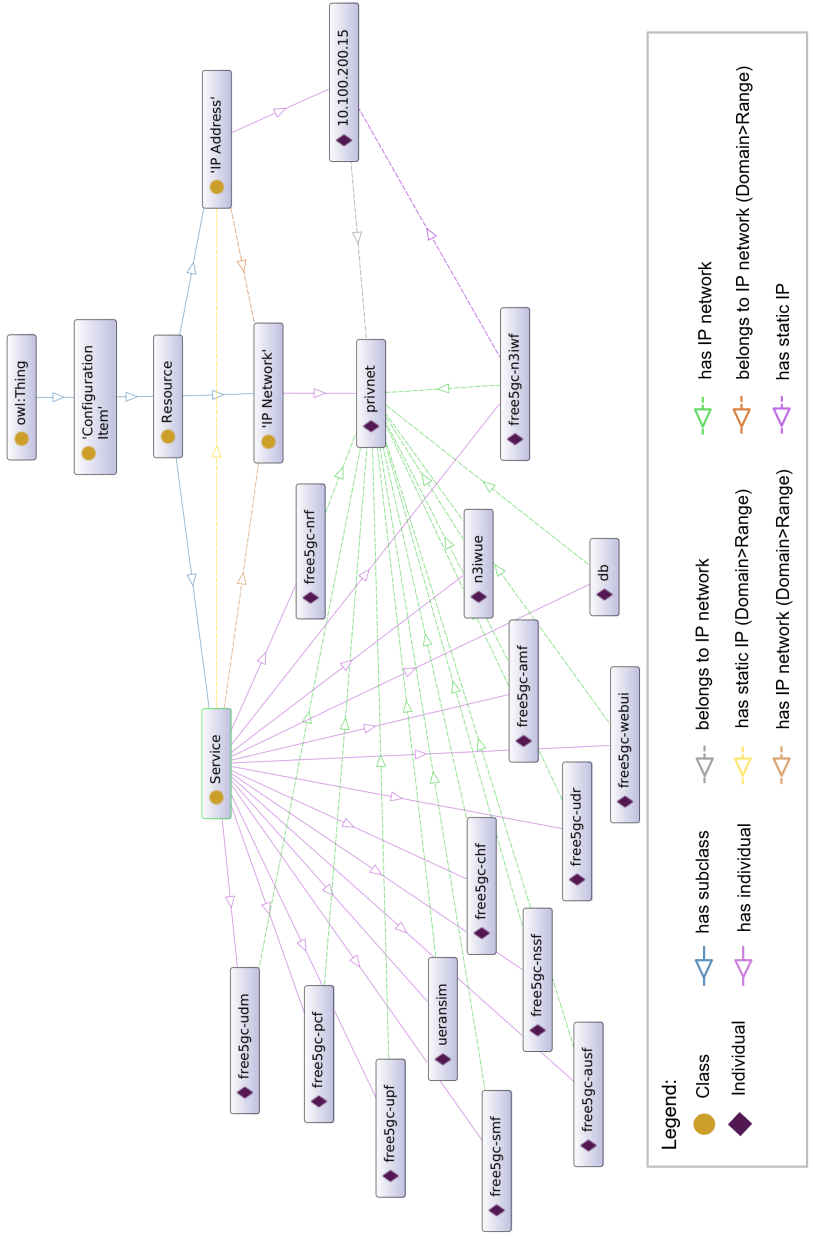 owl:Thing
'Configuration
Item'
Resource
'IP Address'
'IP Network'
Service
10.100.200.15
privnet
free5gc-n3iwf
free5gc-nrf
n3iwue
db
free5gc-amf
free5gc-webui
free5gc-udr
free5gc-chf
free5gc-nssf
free5gc-ausf
ueransim
free5gc-smf
free5gc-upf
free5gc-pcf
free5gc-udm
Legend:
Class
Individual
has subclass
has individual
belongs to IP network
has static IP (Domain>Range)
has IP network (Domain>Range)
has IP network
belongs to IP network (Domain>Range)
has static IP